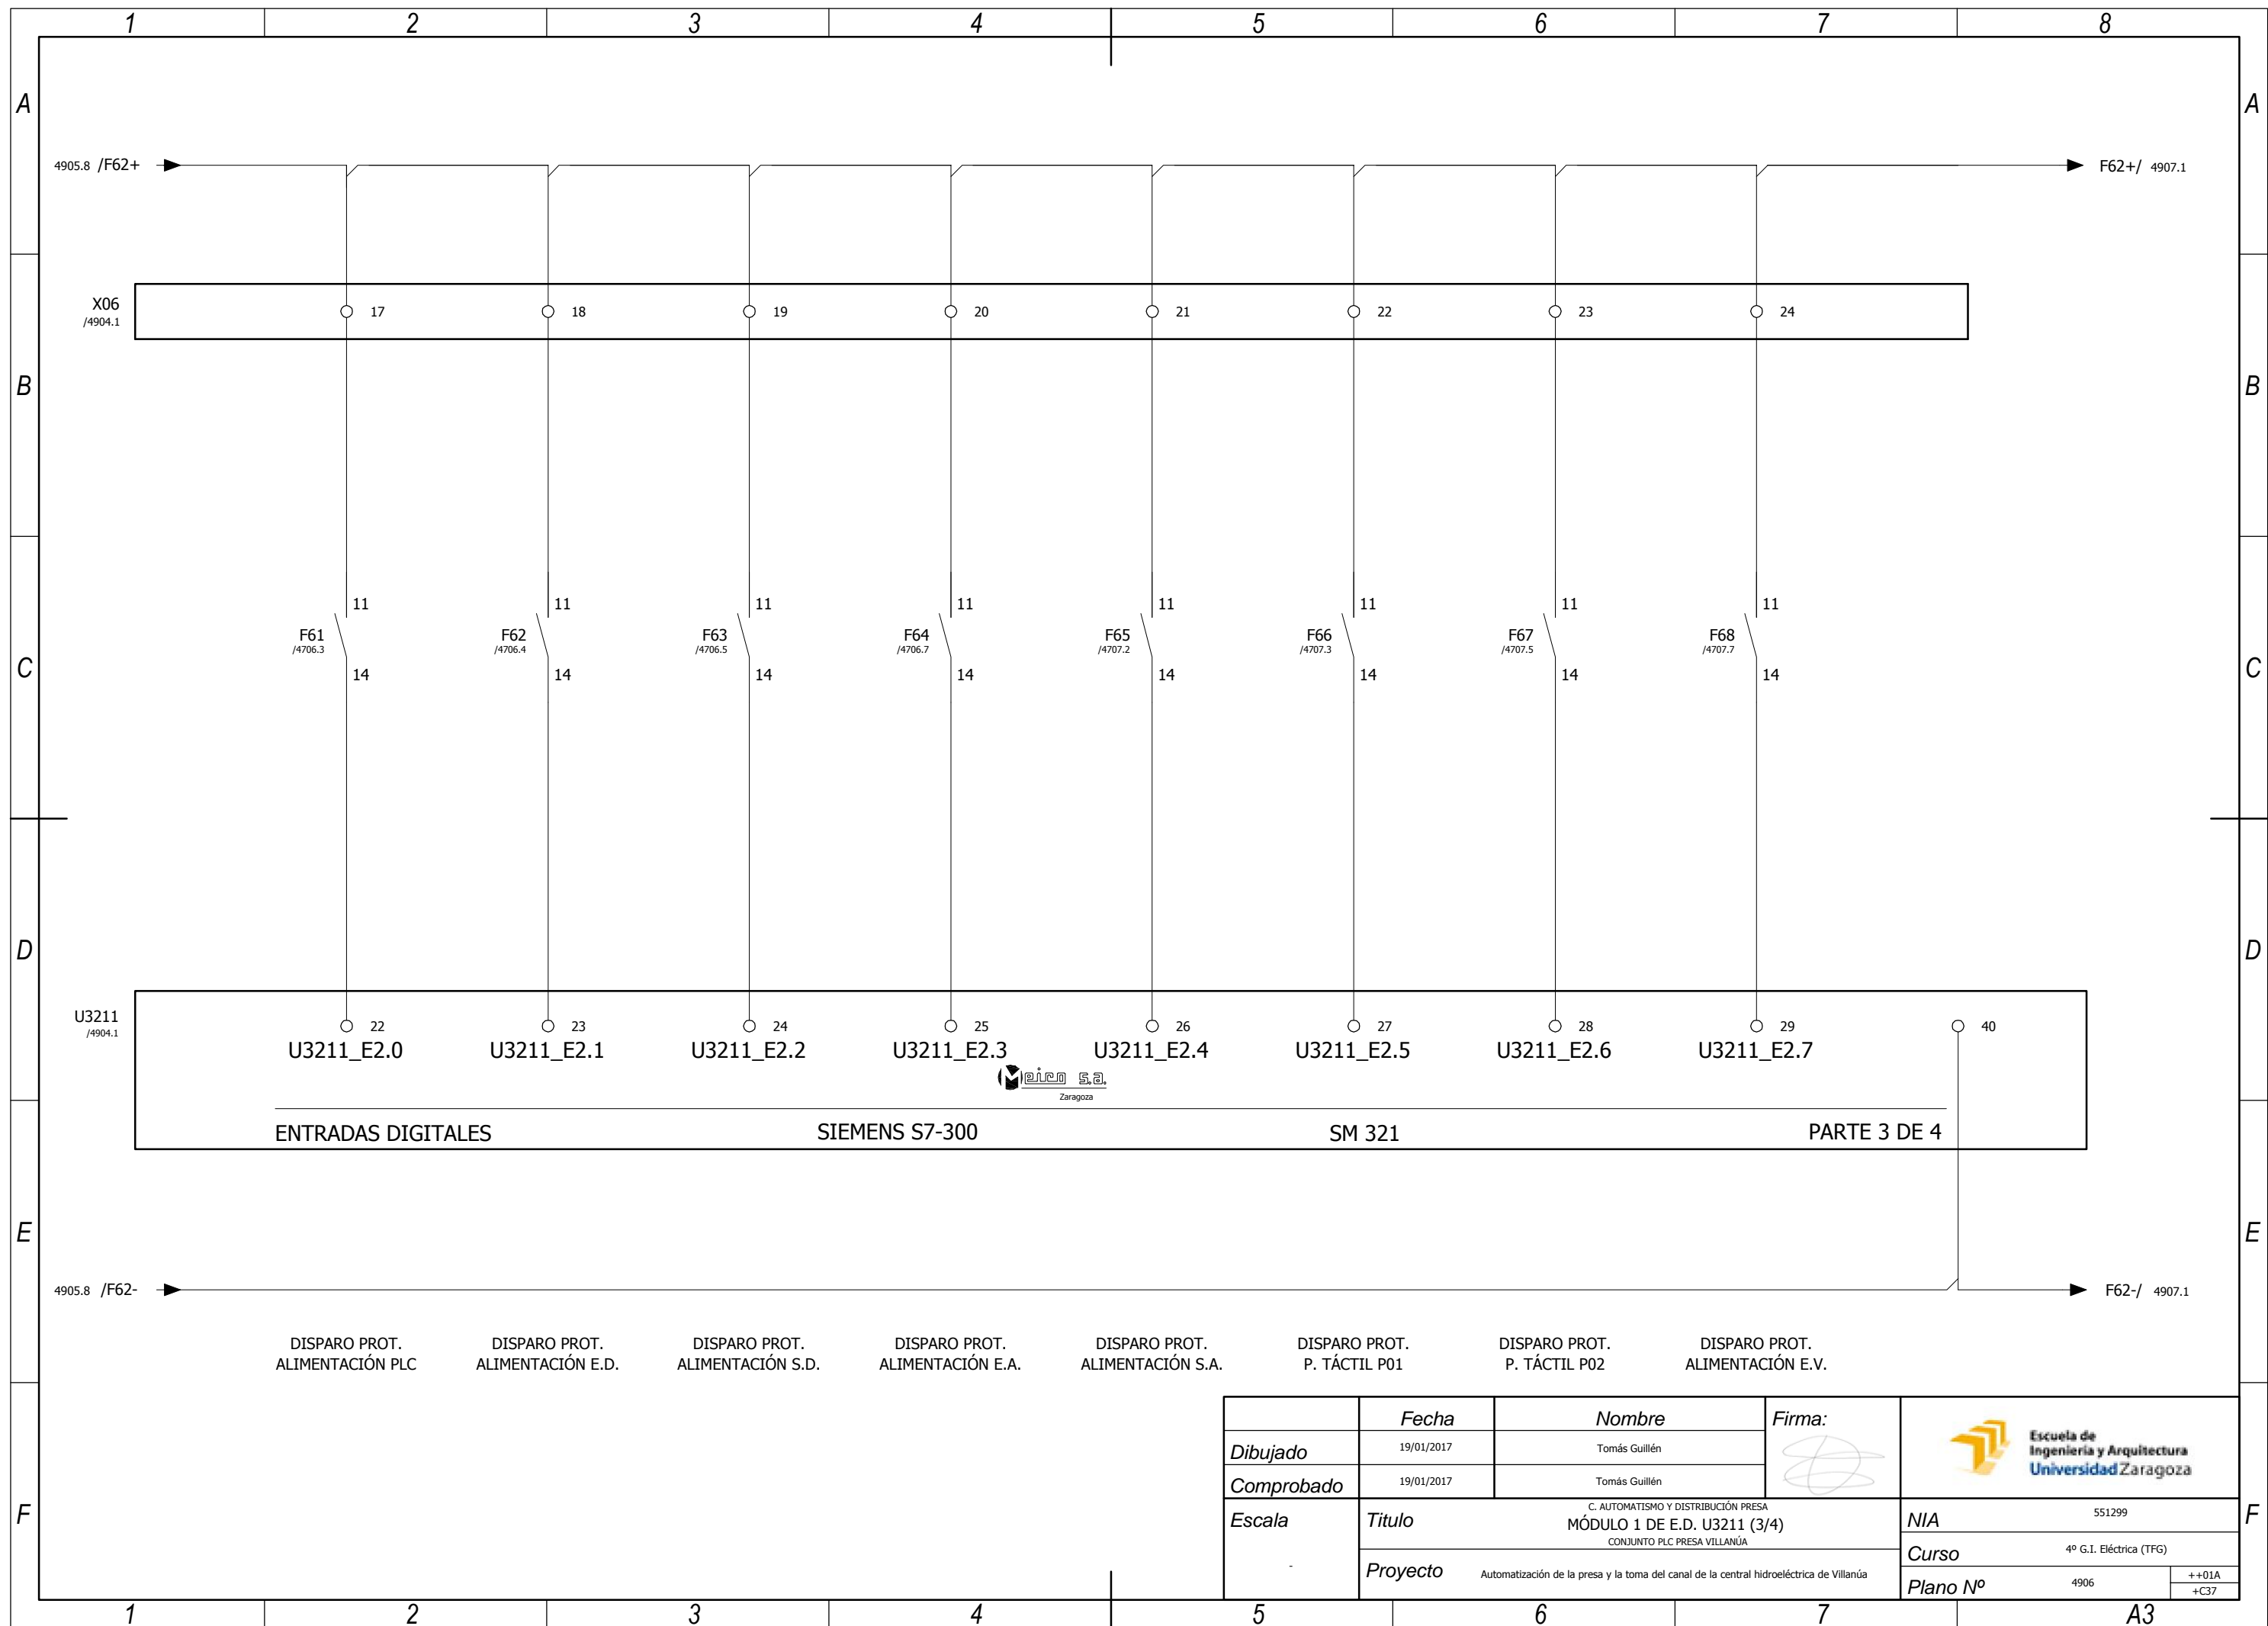 1 2 3 4 5 6 7 8
A A
4905.8 /F62+ F62+/ 4907.1
X06
/4904.1
17 18 19 20 21 22 23 24
B B
11 11 11 11 11 11 11 11
F61 F62 F63 F64 F65 F66 F67 F68
/4706.3 /4706.4 /4706.5 /4706.7 /4707.2 /4707.3 /4707.5 /4707.7
C C
14 14 14 14 14 14 14 14
D D
U3211
/4904.1
22 23 24 25 26 27 28 29 40
U3211_E2.0 U3211_E2.1 U3211_E2.2 U3211_E2.3 U3211_E2.4 U3211_E2.5 U3211_E2.6 U3211_E2.7
Meico s.a.
Zaragoza
ENTRADAS DIGITALES SIEMENS S7-300 SM 321 PARTE 3 DE 4
E E
4905.8 /F62- F62-/ 4907.1
DISPARO PROT. DISPARO PROT. DISPARO PROT. DISPARO PROT. DISPARO PROT. DISPARO PROT. DISPARO PROT. DISPARO PROT.
ALIMENTACIÓN PLC ALIMENTACIÓN E.D. ALIMENTACIÓN S.D. ALIMENTACIÓN E.A. ALIMENTACIÓN S.A. P. TÁCTIL P01 P. TÁCTIL P02 ALIMENTACIÓN E.V.
Fecha Nombre Firma:
Dibujado 19/01/2017 Tomás Guillén
Comprobado 19/01/2017 Tomás Guillén
Escuela de
Ingeniería y Arquitectura
Universidad Zaragoza
F F
Escala
-
Titulo
C. AUTOMATISMO Y DISTRIBUCIÓN PRESA
MÓDULO 1 DE E.D. U3211 (3/4)
CONJUNTO PLC PRESA VILLANÚA
Proyecto Automatización de la presa y la toma del canal de la central hidroeléctrica de Villanúa
NIA 551299
Curso 4º G.I. Eléctrica (TFG)
Plano Nº 4906
++01A
+C37
1 2 3 4 5 6 7 A3